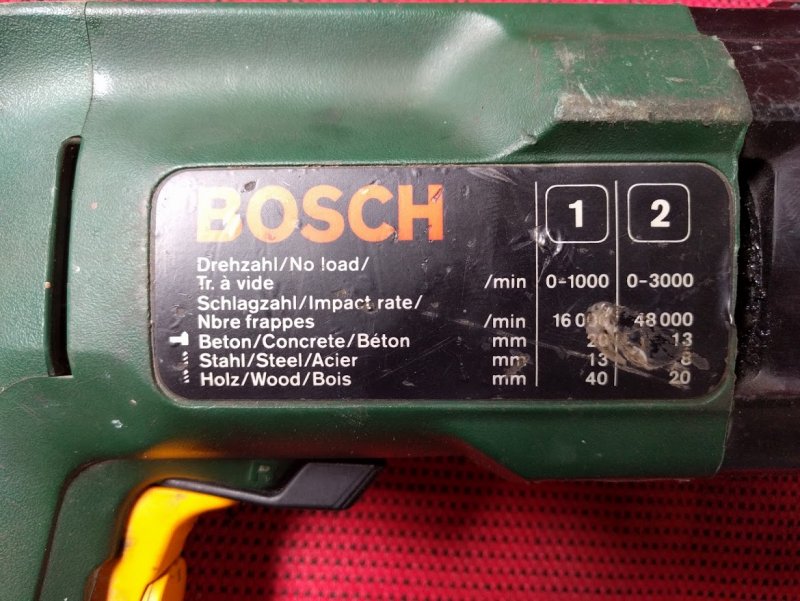 BOSCH 1 2
Drehzahl/No load/
Tr. à vide /min 0-1000 0-3000
Schlagzahl/Impact rate/
Nbre frappes /min 48 000
Beton/Concrete/Béton mm 20 13
Stahl/Steel/Acier mm 13 8
Holz/Wood/Bois mm 40 20